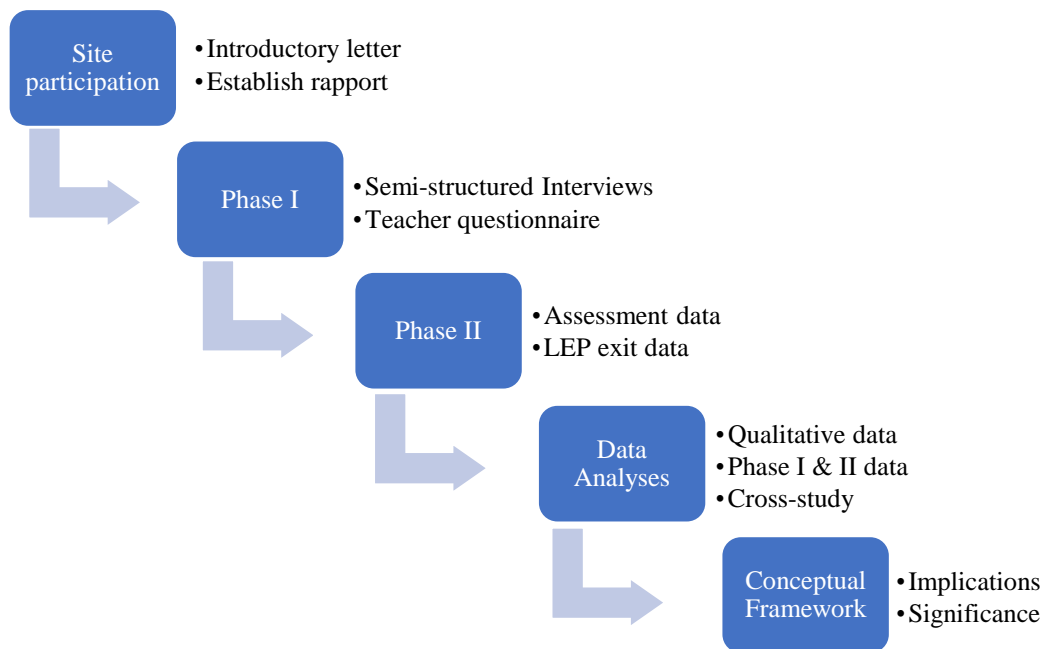 Site
participation
•Introductory letter
•Establish rapport
Phase I
•Semi-structured Interviews
•Teacher questionnaire
Phase II
•Assessment data
•LEP exit data
Data
Analyses
•Qualitative data
•Phase I & II data
•Cross-study
Conceptual
Framework
•Implications
•Significance